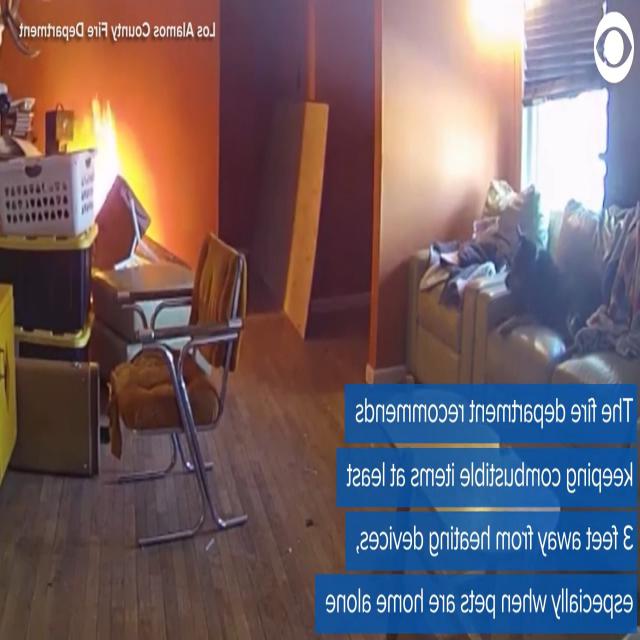 Los Alamos County Fire Department
The fire department recommends
keeping combustible items at least
3 feet away from heating devices,
especially when pets are home alone